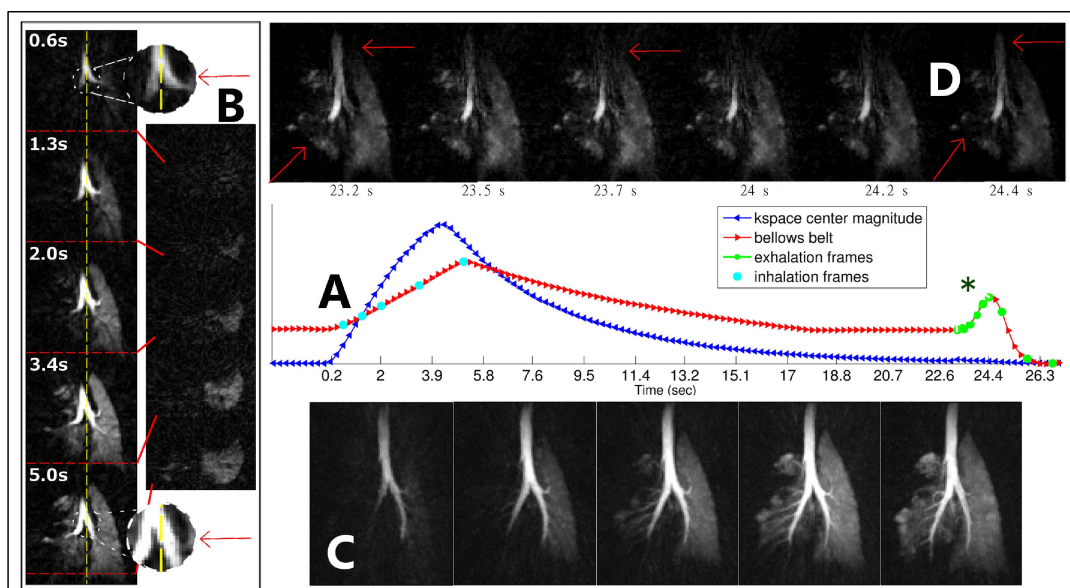 0.6s
B
1.3s
2.0s
3.4s
5.0s
D
23.2 s
23.5 s
23.7 s
24 s
24.2 s
24.4 s
A
kspace center magnitude
bellows belt
exhalation frames
inhalation frames
*
0.2 2 3.9 5.8 7.6 9.5 11.4 13.2 15.1 17 18.8 20.7 22.6 24.4 26.3
Time (sec)
C